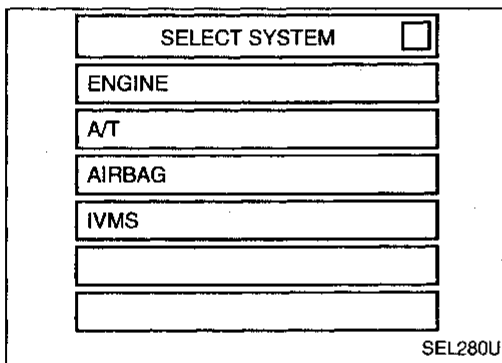 SELECT SYSTEM
ENGINE
A/T
AIRBAG
IVMS
SEL280U